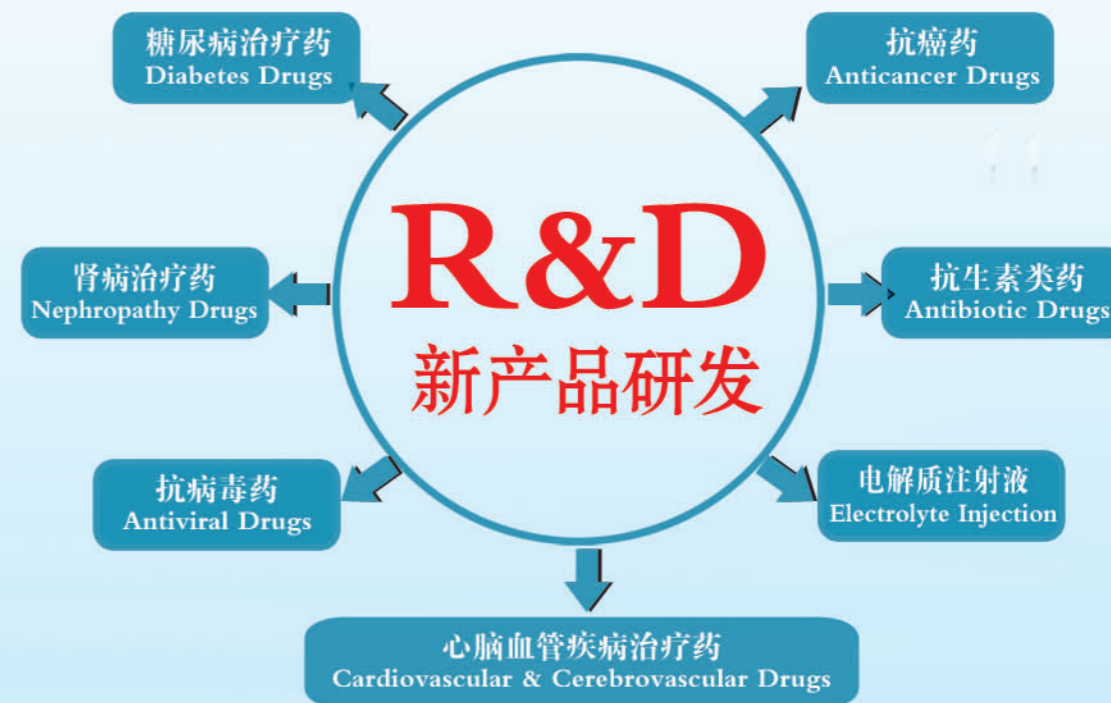 糖尿病治疗药
Diabetes Drugs
抗癌药
Anticancer Drugs
R&D
新产品研发
肾病治疗药
Nephropathy Drugs
抗生素类药
Antibiotic Drugs
抗病毒药
Antiviral Drugs
电解质注射液
Electrolyte Injection
心脑血管疾病治疗药
Cardiovascular & Cerebrovascular Drugs